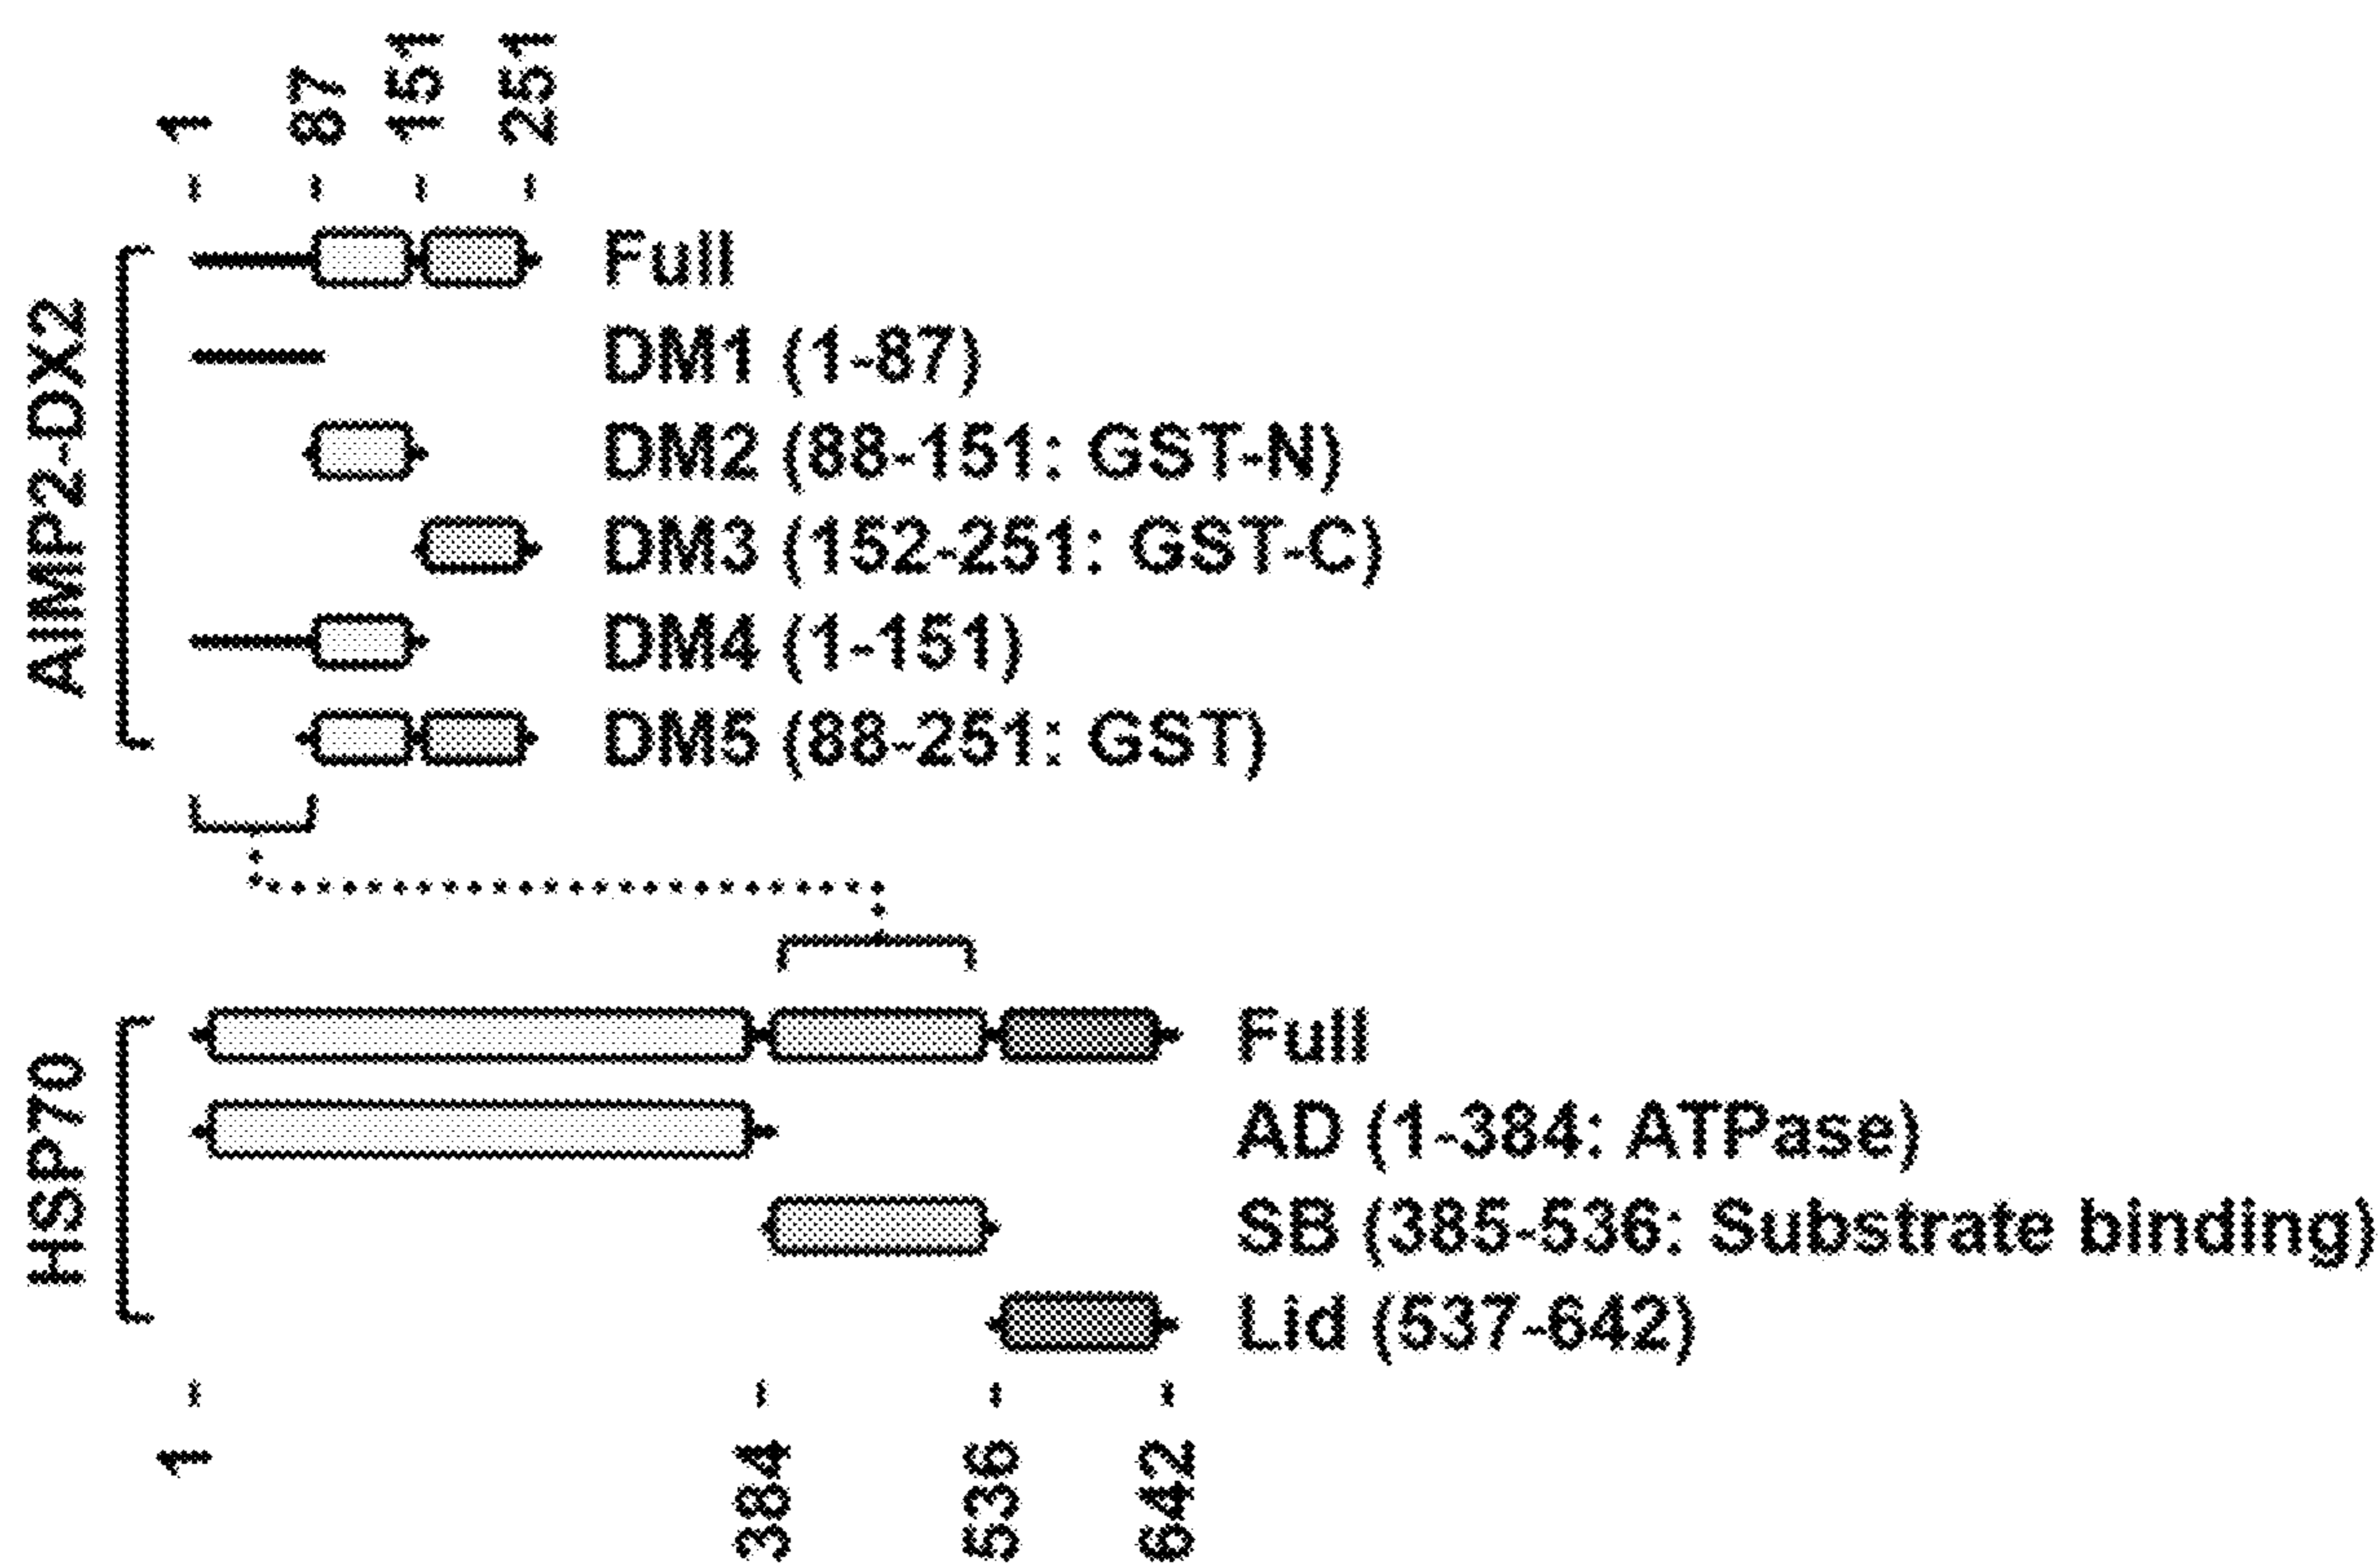 1 87 151 251
AIMP2-DX2
Full
DM1 (1-87)
DM2 (88-151: GST-N)
DM3 (152-251: GST-C)
DM4 (1-151)
DM5 (88-251: GST)
HSP70
Full
AD (1-384: ATPase)
SB (385-536: Substrate binding)
Lid (537-642)
1 384 536 642